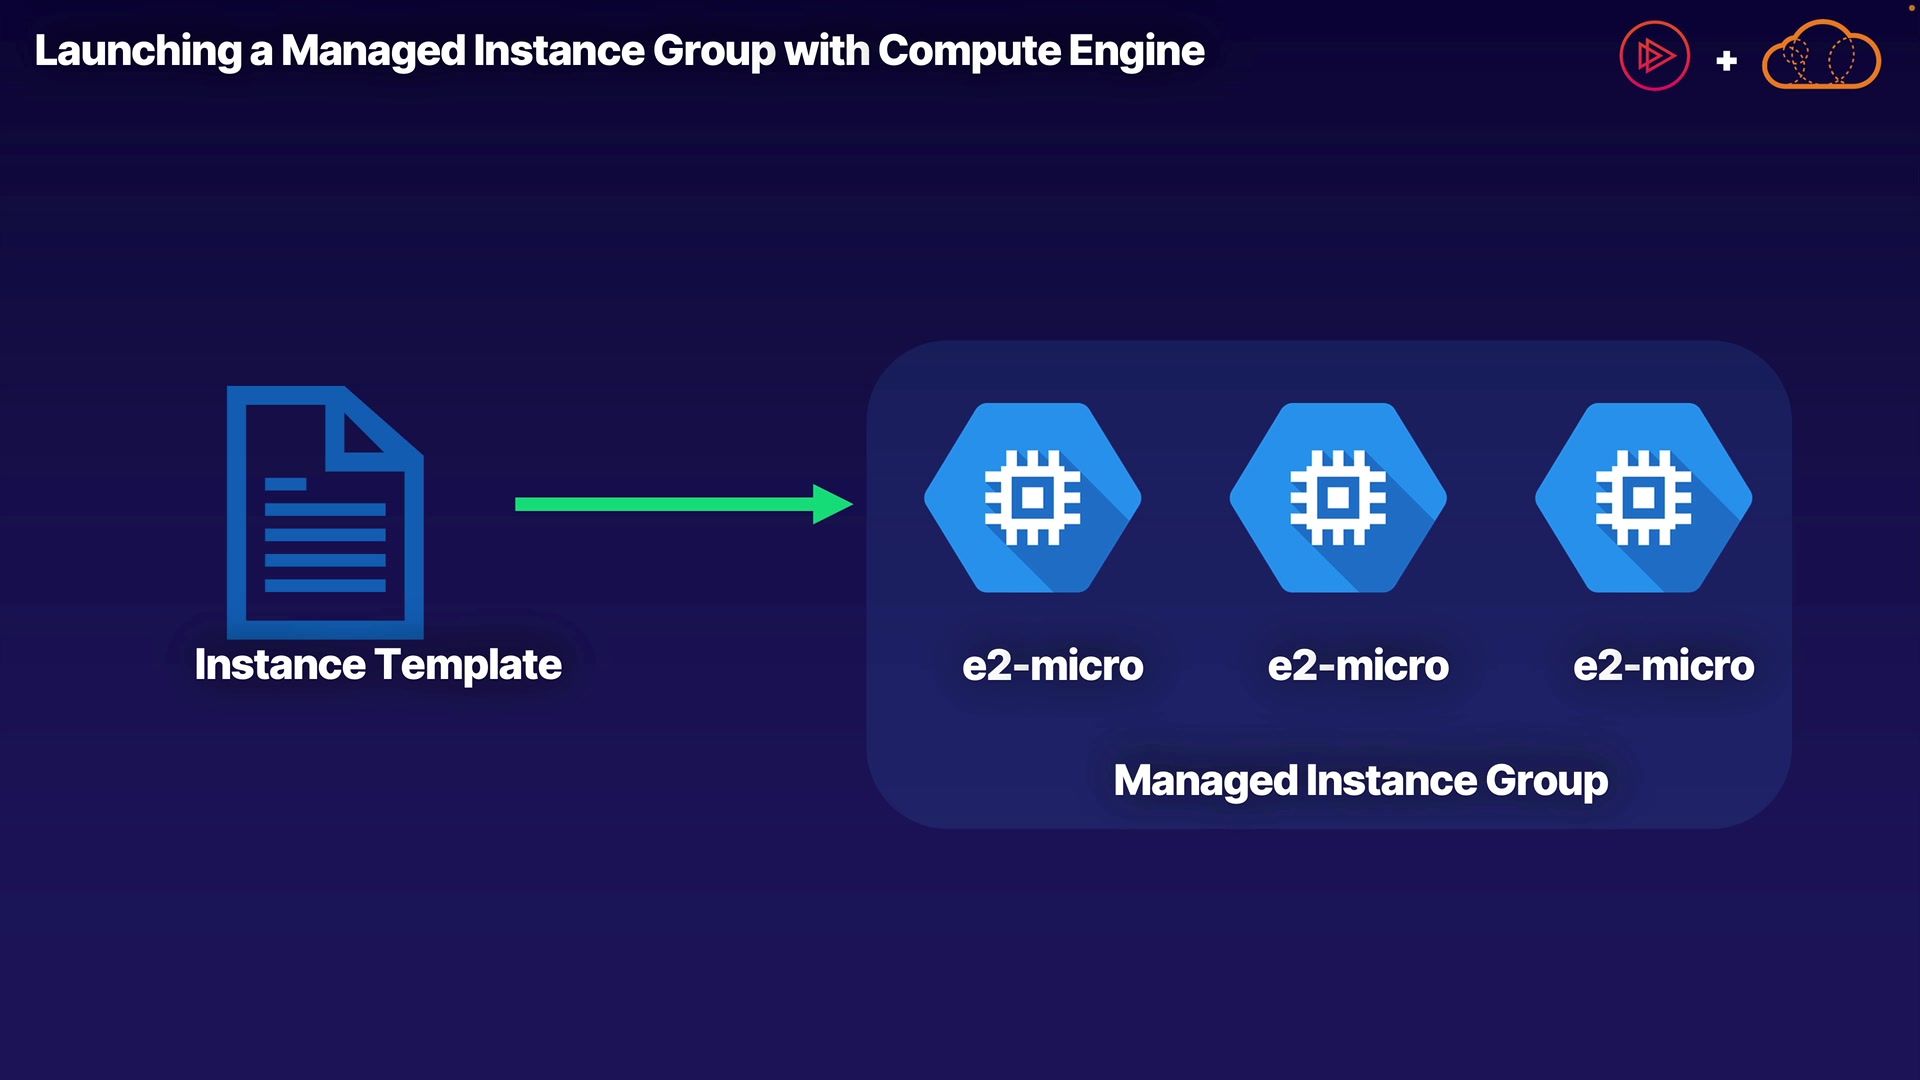 Launching a Managed Instance Group with Compute Engine
+
Instance Template
e2-micro
e2-micro
e2-micro
Managed Instance Group